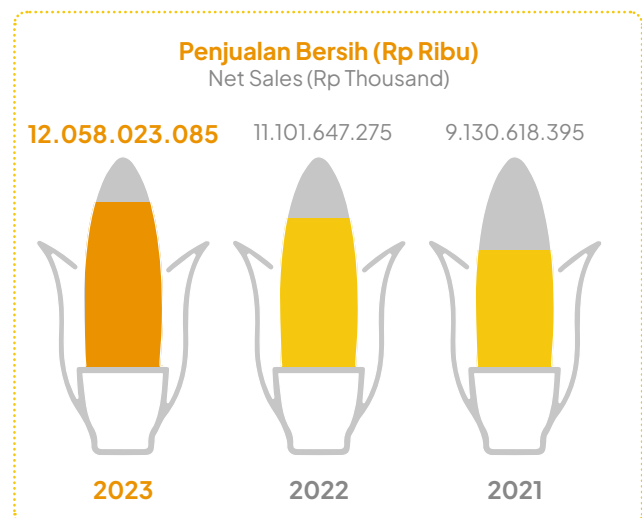 Penjualan Bersih (Rp Ribu)
Net Sales (Rp Thousand)
12.058.023.085 11.101.647.275 9.130.618.395
2023 2022 2021